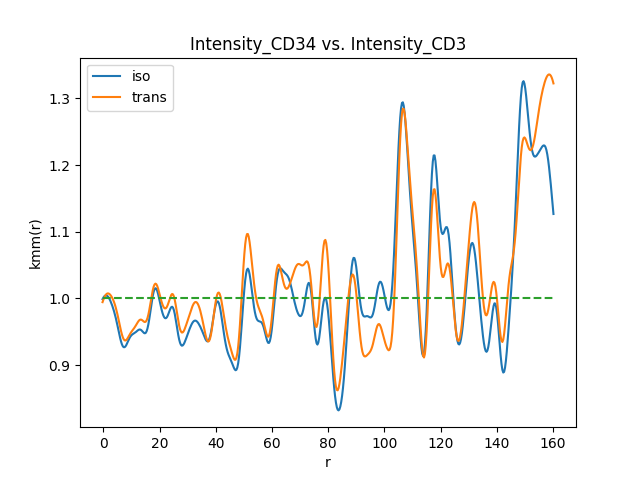 Intensity_CD34 vs. Intensity_CD3
iso
trans
1.3
1.2
1.1
1.0
0.9
kmm(r)
0 20 40 60 80 100 120 140 160
r